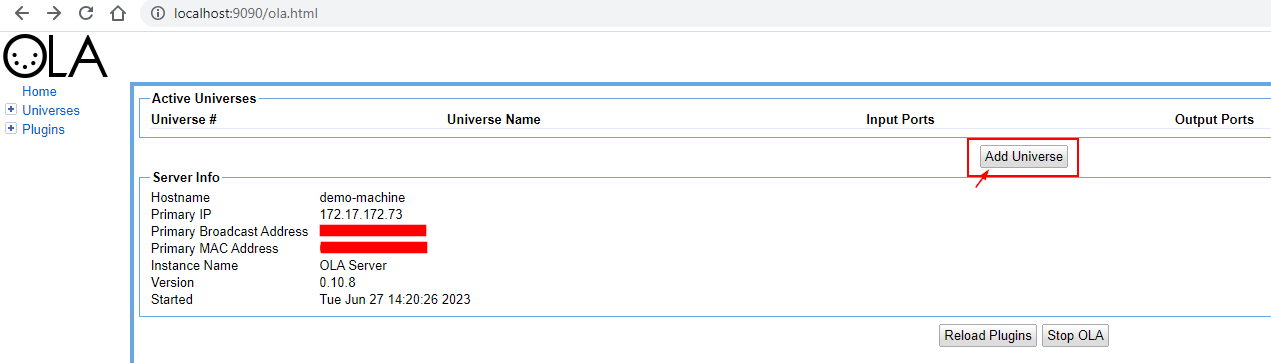 localhost:9090/ola.html
OLA
Home
Universes
Plugins
Active Universes
Universe # Universe Name Input Ports Output Ports
Add Universe
Server Info
Hostname demo-machine
Primary IP 172.17.172.73
Primary Broadcast Address
Primary MAC Address
Instance Name OLA Server
Version 0.10.8
Started Tue Jun 27 14:20:26 2023
Reload Plugins Stop OLA